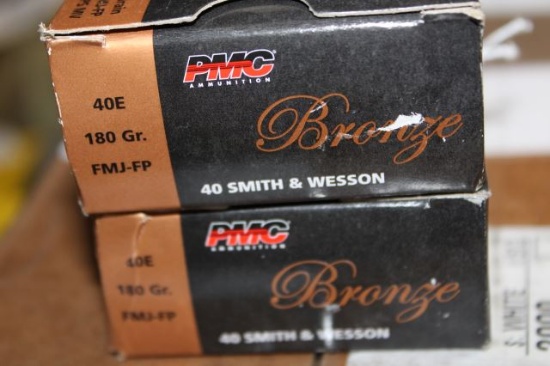 PMC
AMMUNITION
40E
180 Gr.
FMJ-FP
Bronze
40 SMITH & WESSON
PMC
AMMUNITION
40E
180 Gr.
FMJ-FP
Bronze
40 SMITH & WESSON
S. WHITE